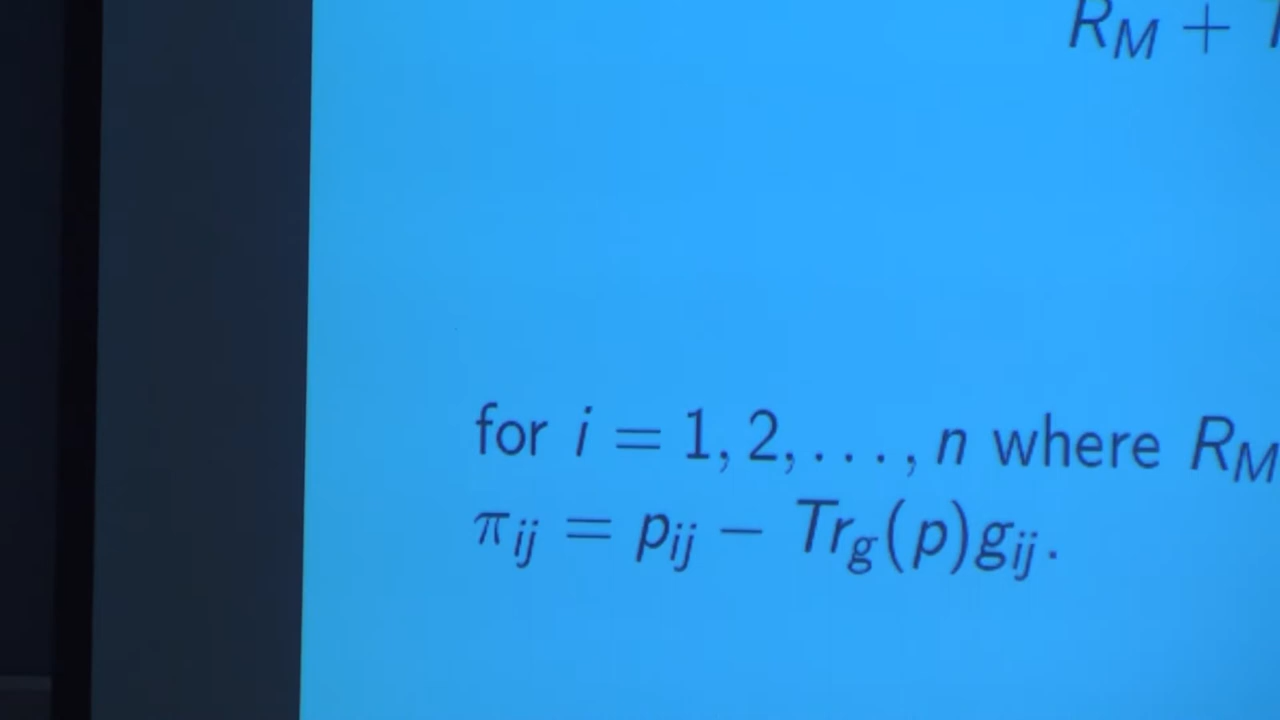 R_M +
for i = 1, 2, . . . , n where R_M
π_ij = p_ij − Tr_g(p)g_ij.